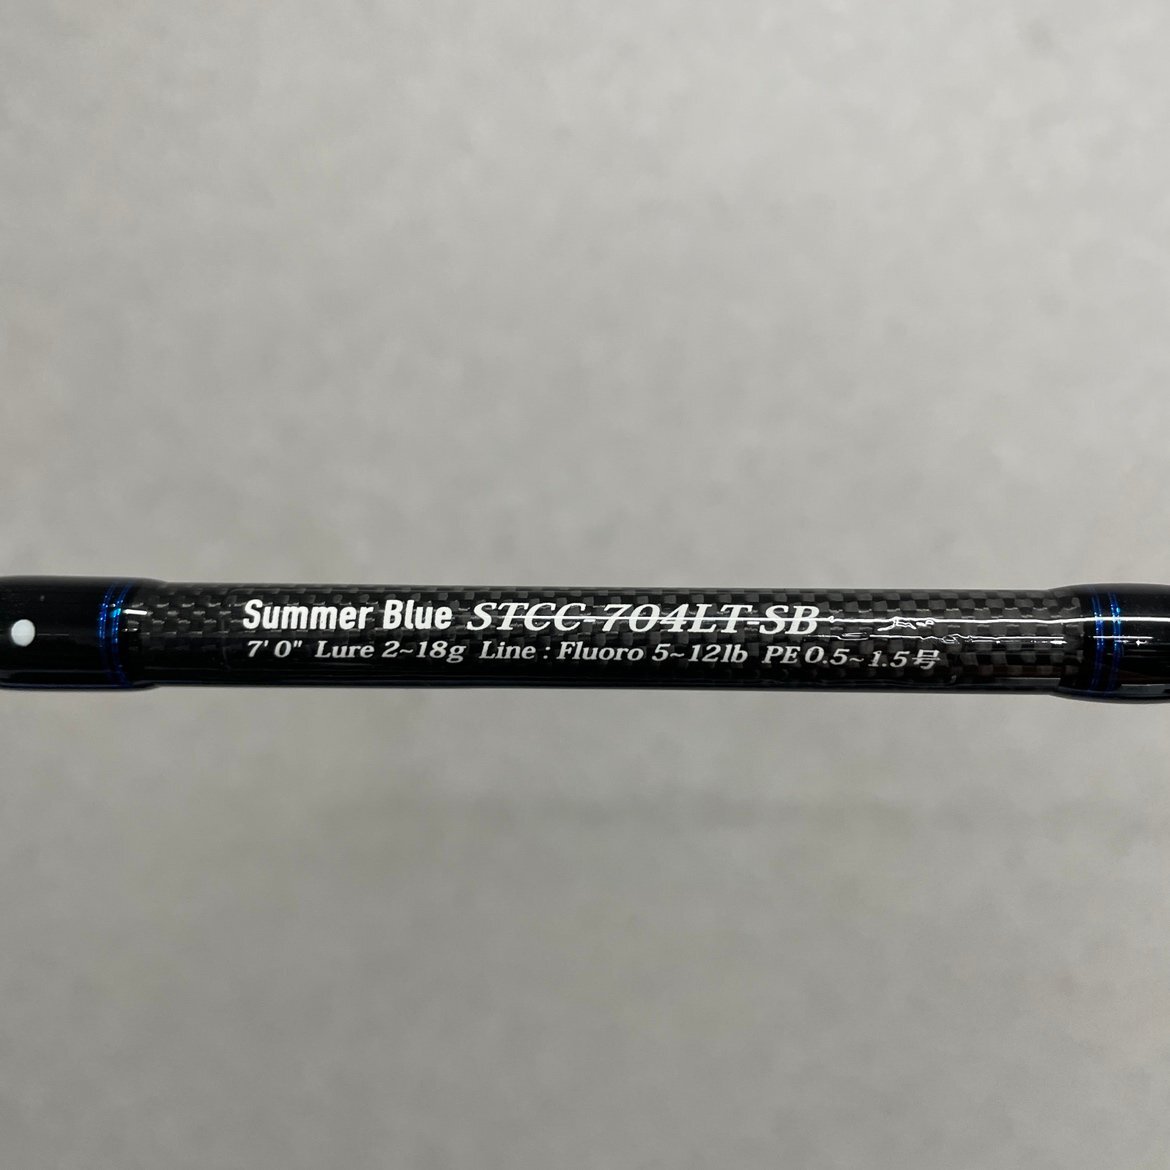 Summer Blue STCC-704LT-SB
7'0" Lure 2~18g Line : Fluoro 5~12lb PE 0.5~1.5号